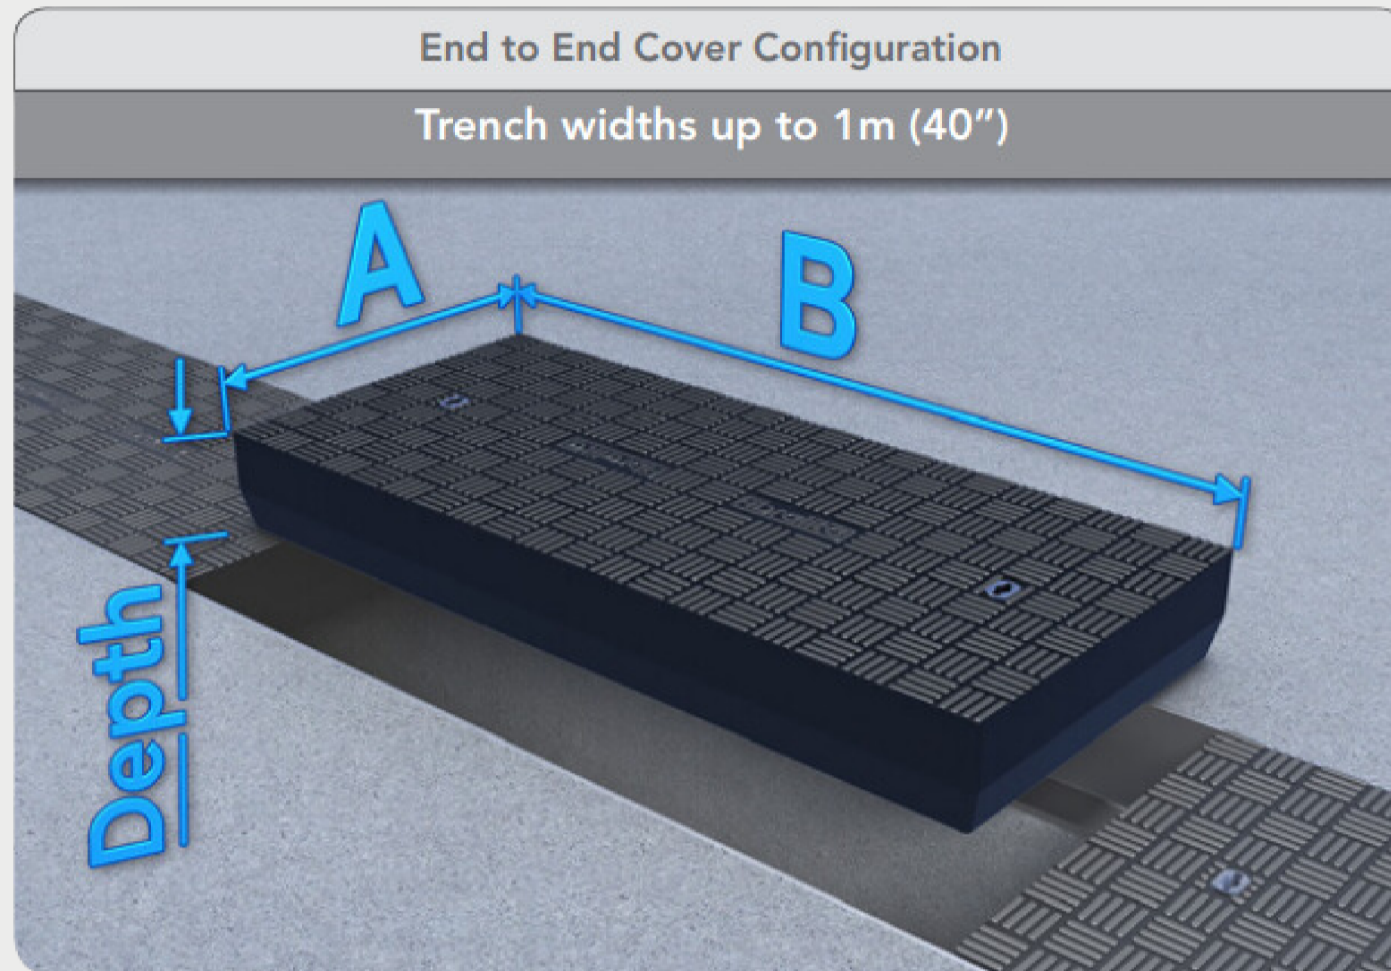 End to End Cover Configuration
Trench widths up to 1m (40”)
A
B
Depth